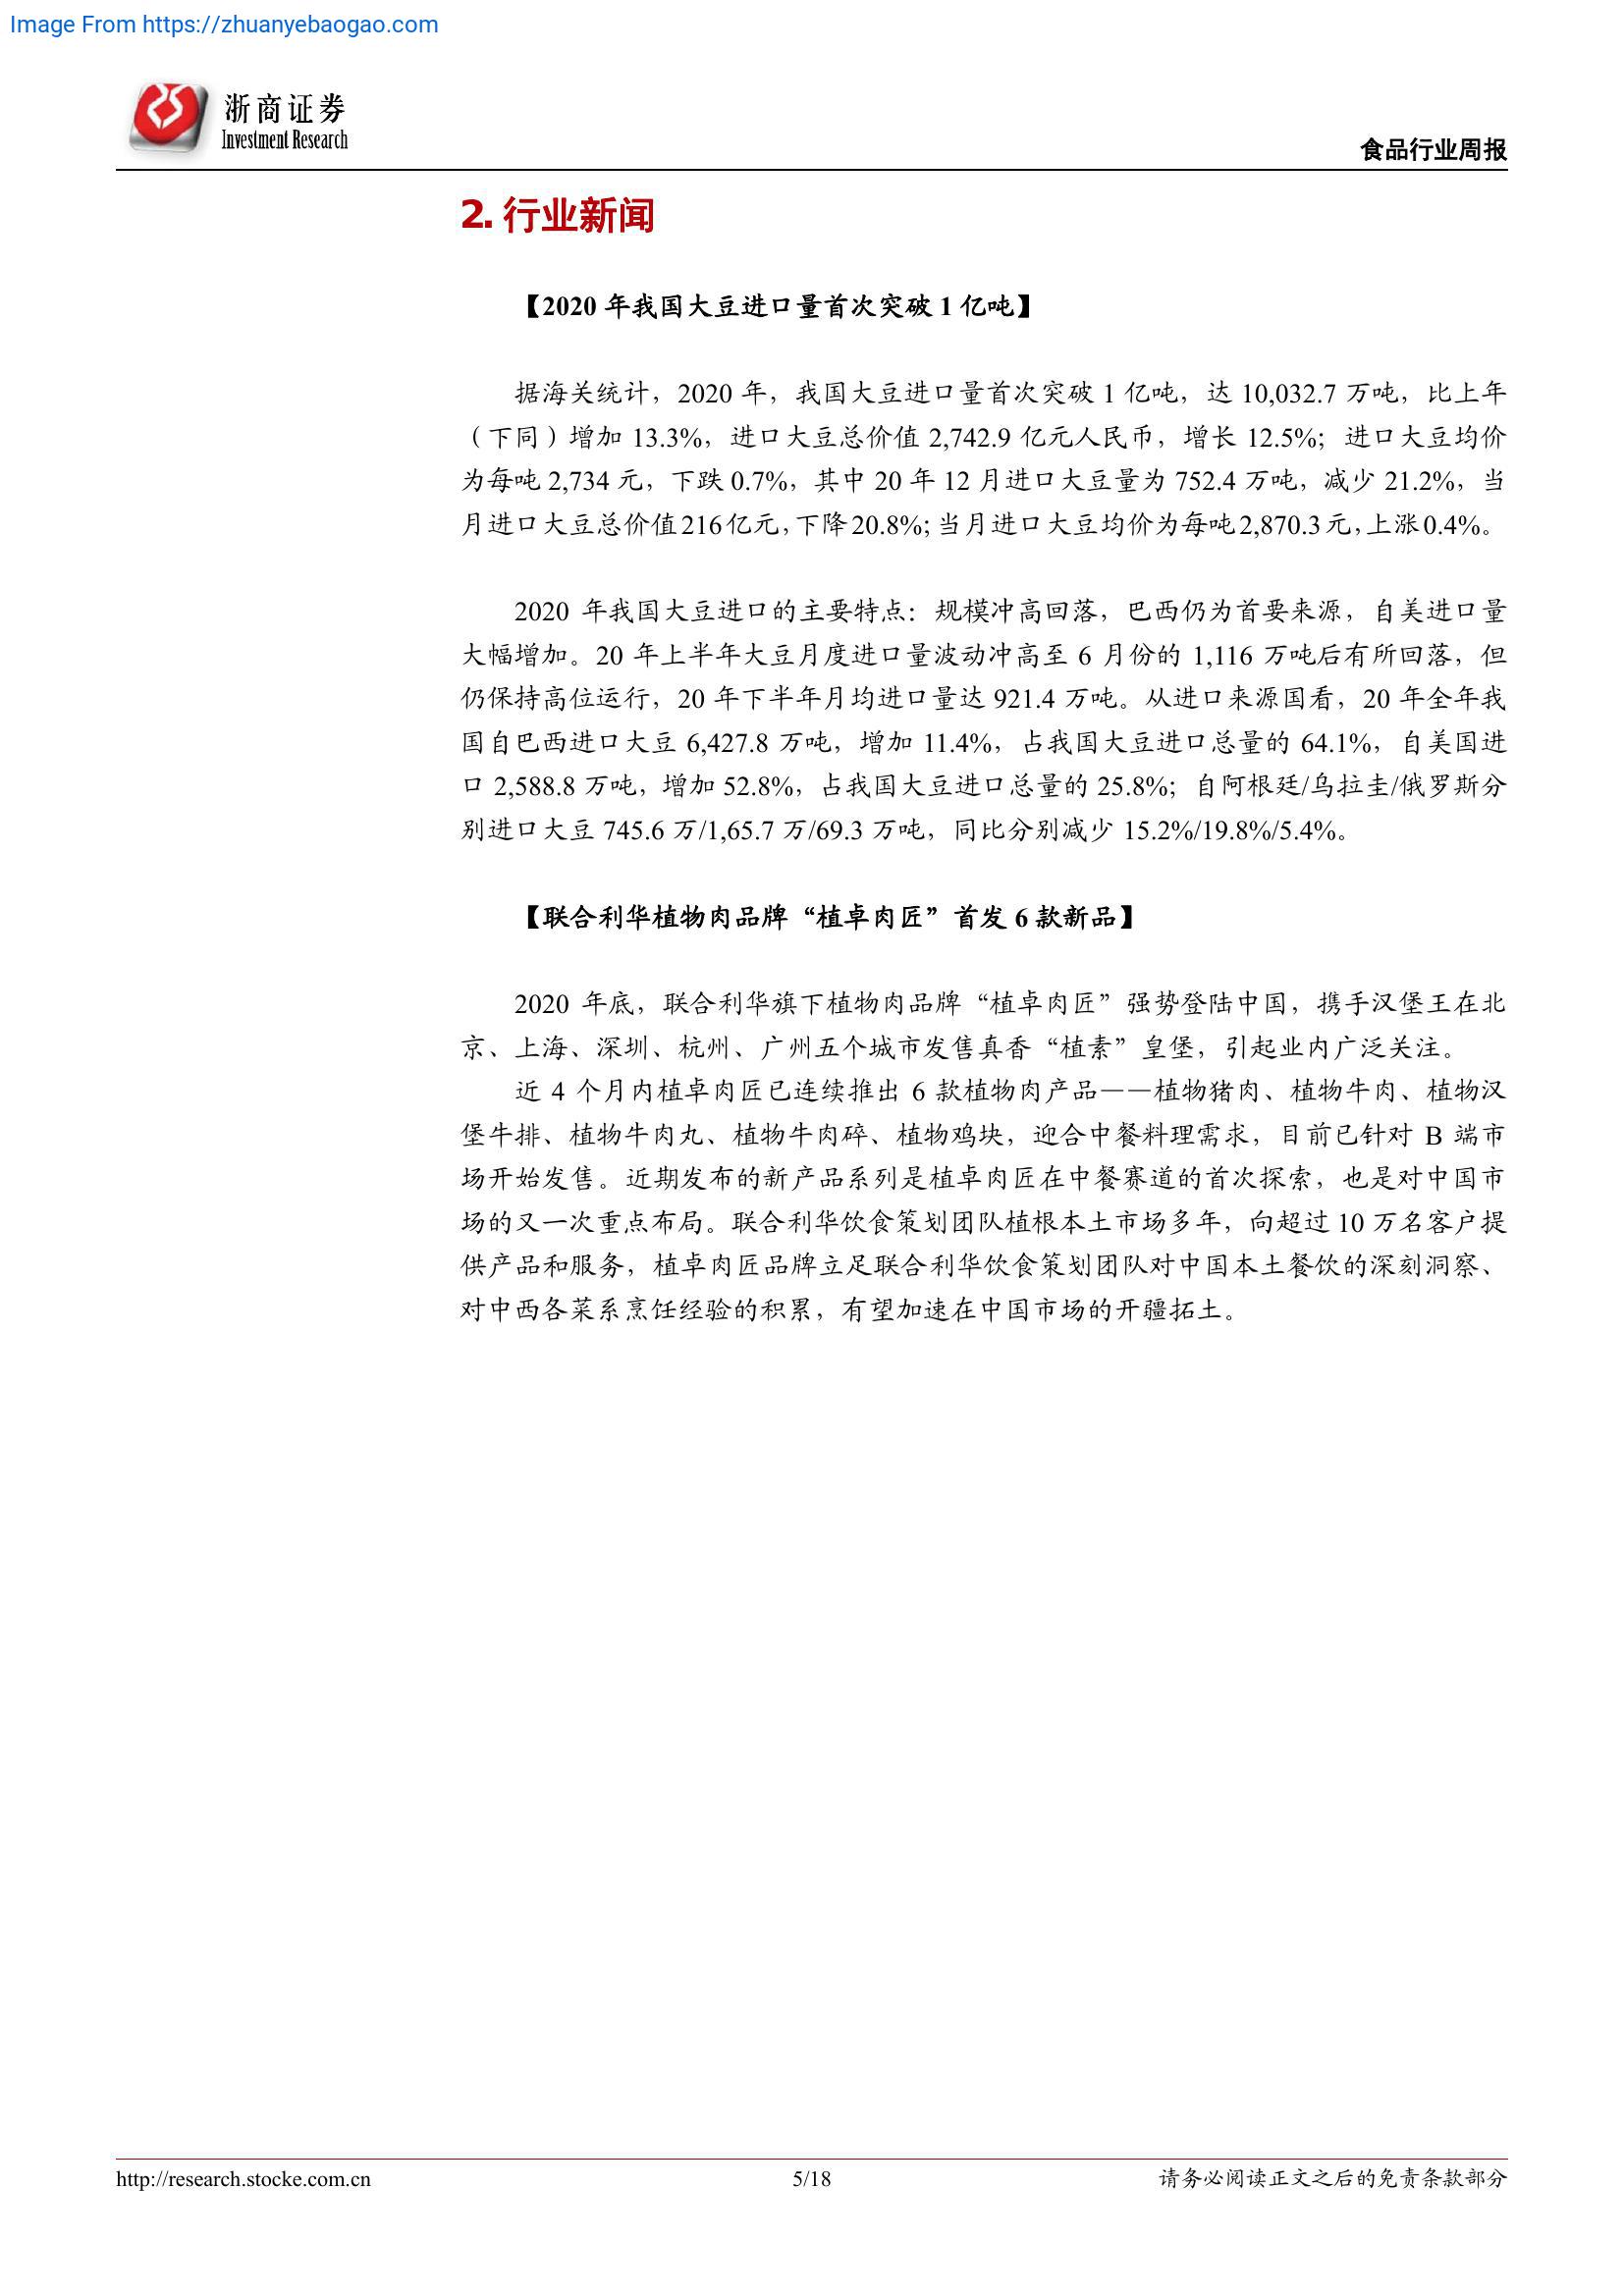 Image From https://zhuanyebaogao.com
浙商证券
Investment Research
食品行业周报
2. 行业新闻
【2020 年我国大豆进口量首次突破 1 亿吨】
据海关统计，2020 年，我国大豆进口量首次突破 1 亿吨，达 10,032.7 万吨，比上年
（下同）增加 13.3%，进口大豆总价值 2,742.9 亿元人民币，增长 12.5%；进口大豆均价
为每吨 2,734 元，下跌 0.7%，其中 20 年 12 月进口大豆量为 752.4 万吨，减少 21.2%，当
月进口大豆总价值 216 亿元，下降 20.8%；当月进口大豆均价为每吨 2,870.3 元，上涨 0.4%。
2020 年我国大豆进口的主要特点：规模冲高回落，巴西仍为首要来源，自美进口量
大幅增加。20 年上半年大豆月度进口量波动冲高至 6 月份的 1,116 万吨后有所回落，但
仍保持高位运行，20 年下半年月均进口量达 921.4 万吨。从进口来源国看，20 年全年我
国自巴西进口大豆 6,427.8 万吨，增加 11.4%，占我国大豆进口总量的 64.1%，自美国进
口 2,588.8 万吨，增加 52.8%，占我国大豆进口总量的 25.8%；自阿根廷/乌拉圭/俄罗斯分
别进口大豆 745.6 万/1,65.7 万/69.3 万吨，同比分别减少 15.2%/19.8%/5.4%。
【联合利华植物肉品牌“植卓肉匠”首发 6 款新品】
2020 年底，联合利华旗下植物肉品牌“植卓肉匠”强势登陆中国，携手汉堡王在北
京、上海、深圳、杭州、广州五个城市发售真香“植素”皇堡，引起业内广泛关注。
近 4 个月内植卓肉匠已连续推出 6 款植物肉产品——植物猪肉、植物牛肉、植物汉
堡牛排、植物牛肉丸、植物牛肉碎、植物鸡块，迎合中餐料理需求，目前已针对 B 端市
场开始发售。近期发布的新产品系列是植卓肉匠在中餐赛道的首次探索，也是对中国市
场的又一次重点布局。联合利华饮食策划团队植根本土市场多年，向超过 10 万名客户提
供产品和服务，植卓肉匠品牌立足联合利华饮食策划团队对中国本土餐饮的深刻洞察、
对中西各菜系烹饪经验的积累，有望加速在中国市场的开疆拓土。
http://research.stocke.com.cn
5/18
请务必阅读正文之后的免责条款部分